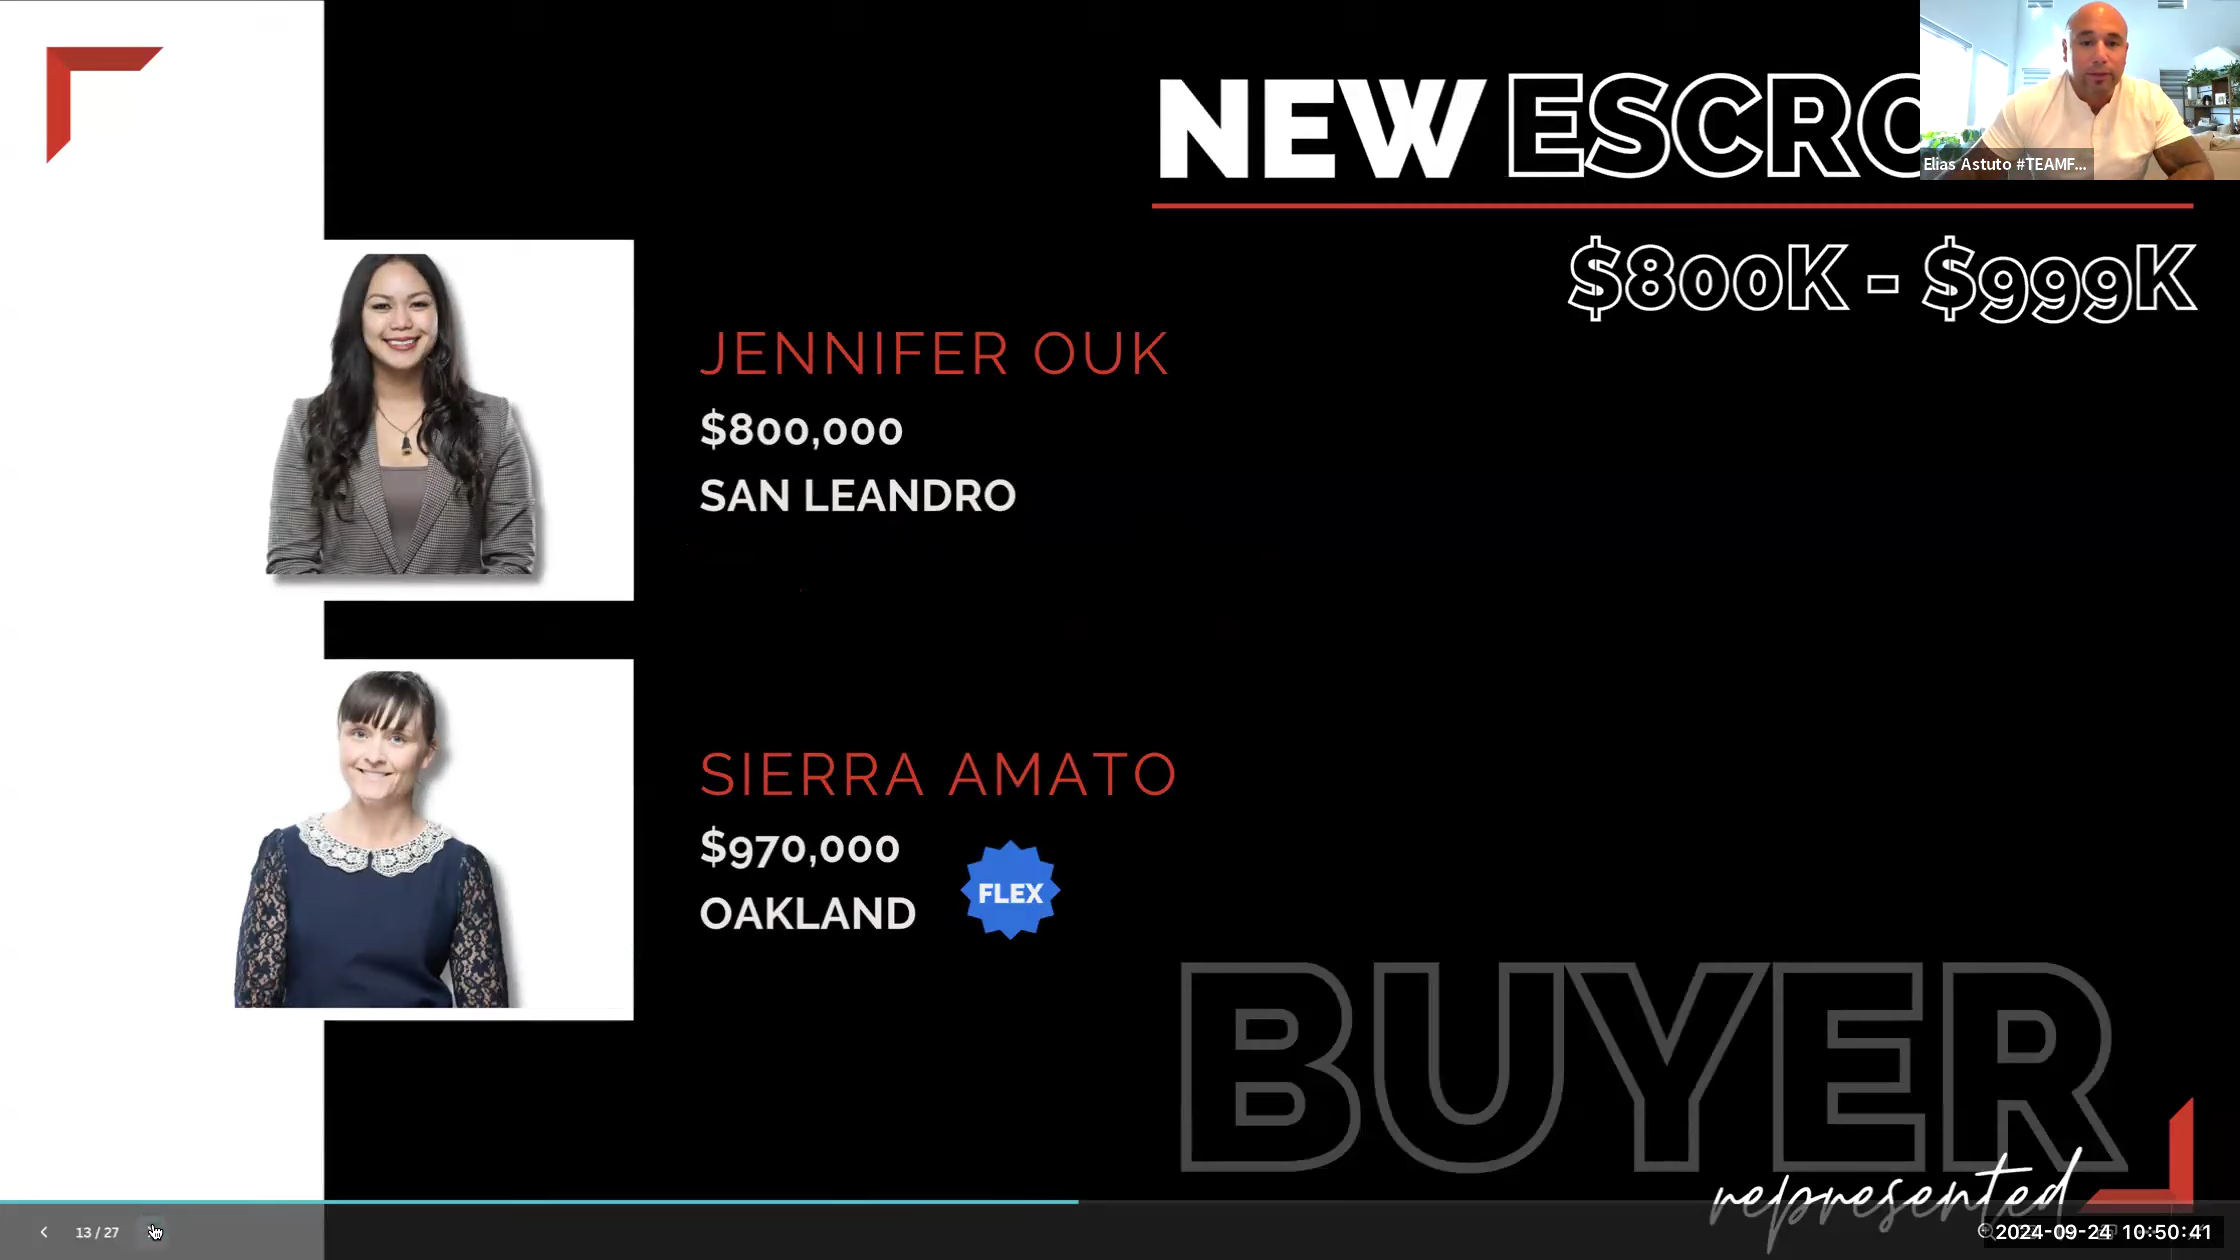 NEW ESCRO
Elias Astuto #TEAMF...
$800K - $999K
JENNIFER OUK
$800,000
SAN LEANDRO
SIERRA AMATO
$970,000
OAKLAND
FLEX
BUYER
represented
13 / 27
2024-09-24 10:50:41